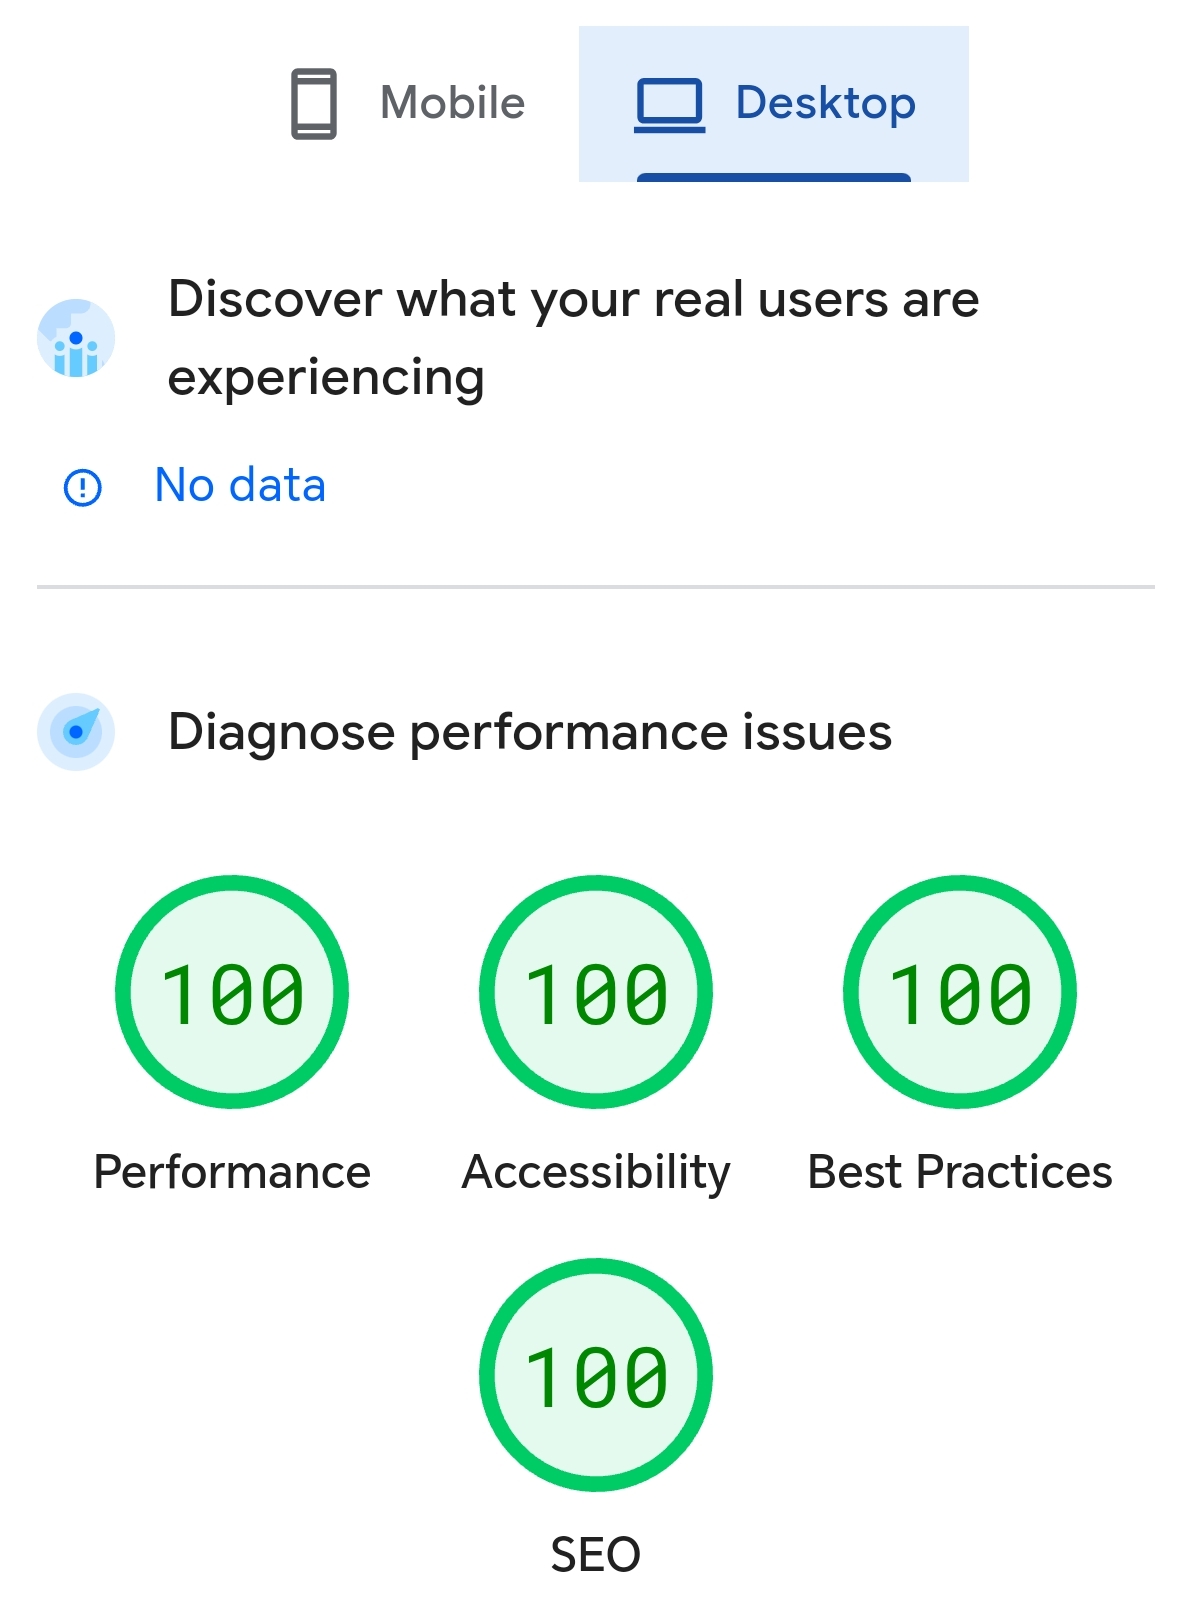 Mobile
Desktop
Discover what your real users are
experiencing
No data
Diagnose performance issues
100
100
100
Performance
Accessibility
Best Practices
100
SEO